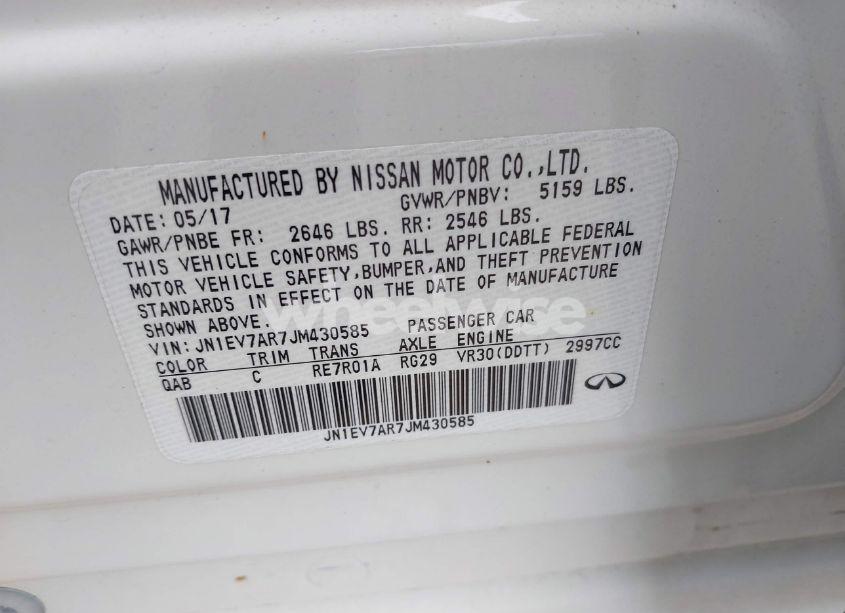 MANUFACTURED BY NISSAN MOTOR CO.,LTD.
DATE: 05/17 GVWR/PNBV: 5159 LBS.
GAWR/PNBE FR: 2646 LBS. RR: 2546 LBS.
THIS VEHICLE CONFORMS TO ALL APPLICABLE FEDERAL
MOTOR VEHICLE SAFETY,BUMPER,AND THEFT PREVENTION
STANDARDS IN EFFECT ON THE DATE OF MANUFACTURE
SHOWN ABOVE.
VIN: JN1EV7AR7JM430585 PASSENGER CAR
COLOR TRIM TRANS AXLE ENGINE
QAB C RE7R01A RG29 VR30(DDTT) 2997CC
JN1EV7AR7JM430585
wheelwise